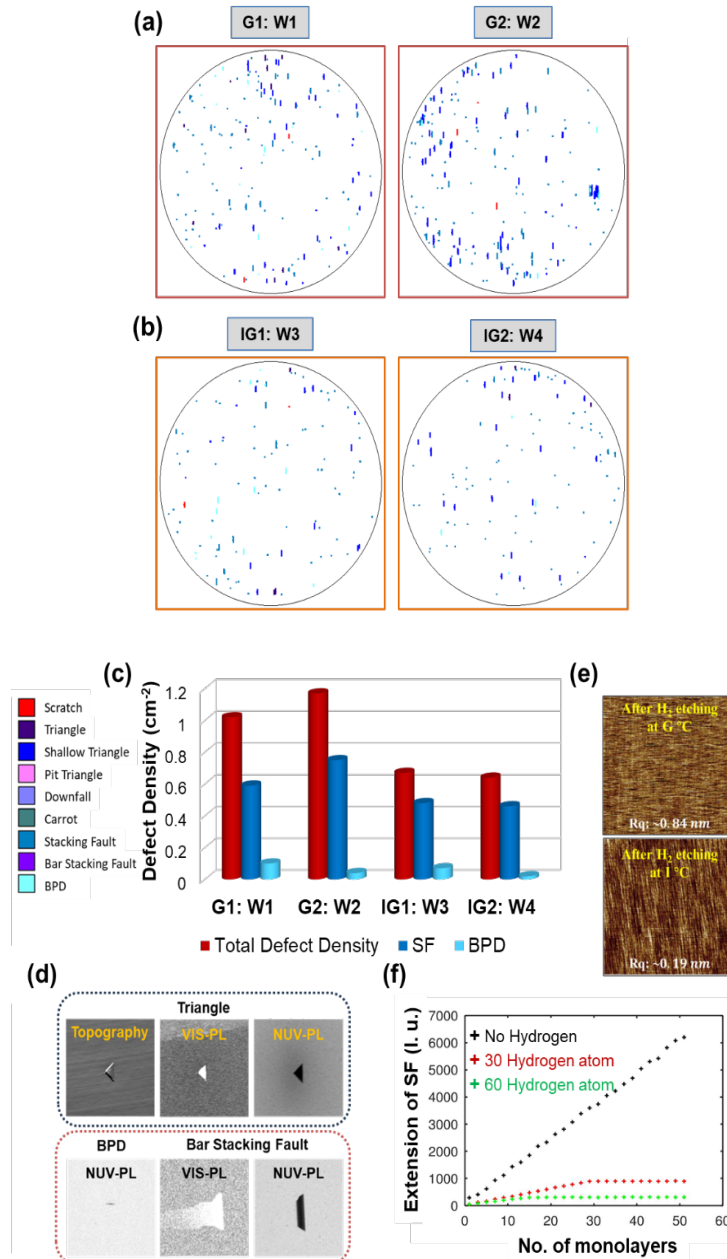 (a)
G1: W1
G2: W2
(b)
IG1: W3
IG2: W4
(c)
Scratch
Triangle
Shallow Triangle
Pit Triangle
Downfall
Carrot
Stacking Fault
Bar Stacking Fault
BPD
Defect Density (cm-2)
1.2
1
0.8
0.6
0.4
0.2
0
G1: W1 G2: W2 IG1: W3 IG2: W4
Total Defect Density SF BPD
(e)
After H2 etching
at G °C
Rq: ~0.84 nm
After H2 etching
at I °C
Rq: ~0.19 nm
(d)
Triangle
Topography VIS-PL NUV-PL
BPD Bar Stacking Fault
NUV-PL VIS-PL NUV-PL
(f)
Extension of SF (l. u.)
7000
6000
5000
4000
3000
2000
1000
0
No Hydrogen
30 Hydrogen atom
60 Hydrogen atom
0 10 20 30 40 50 60
No. of monolayers